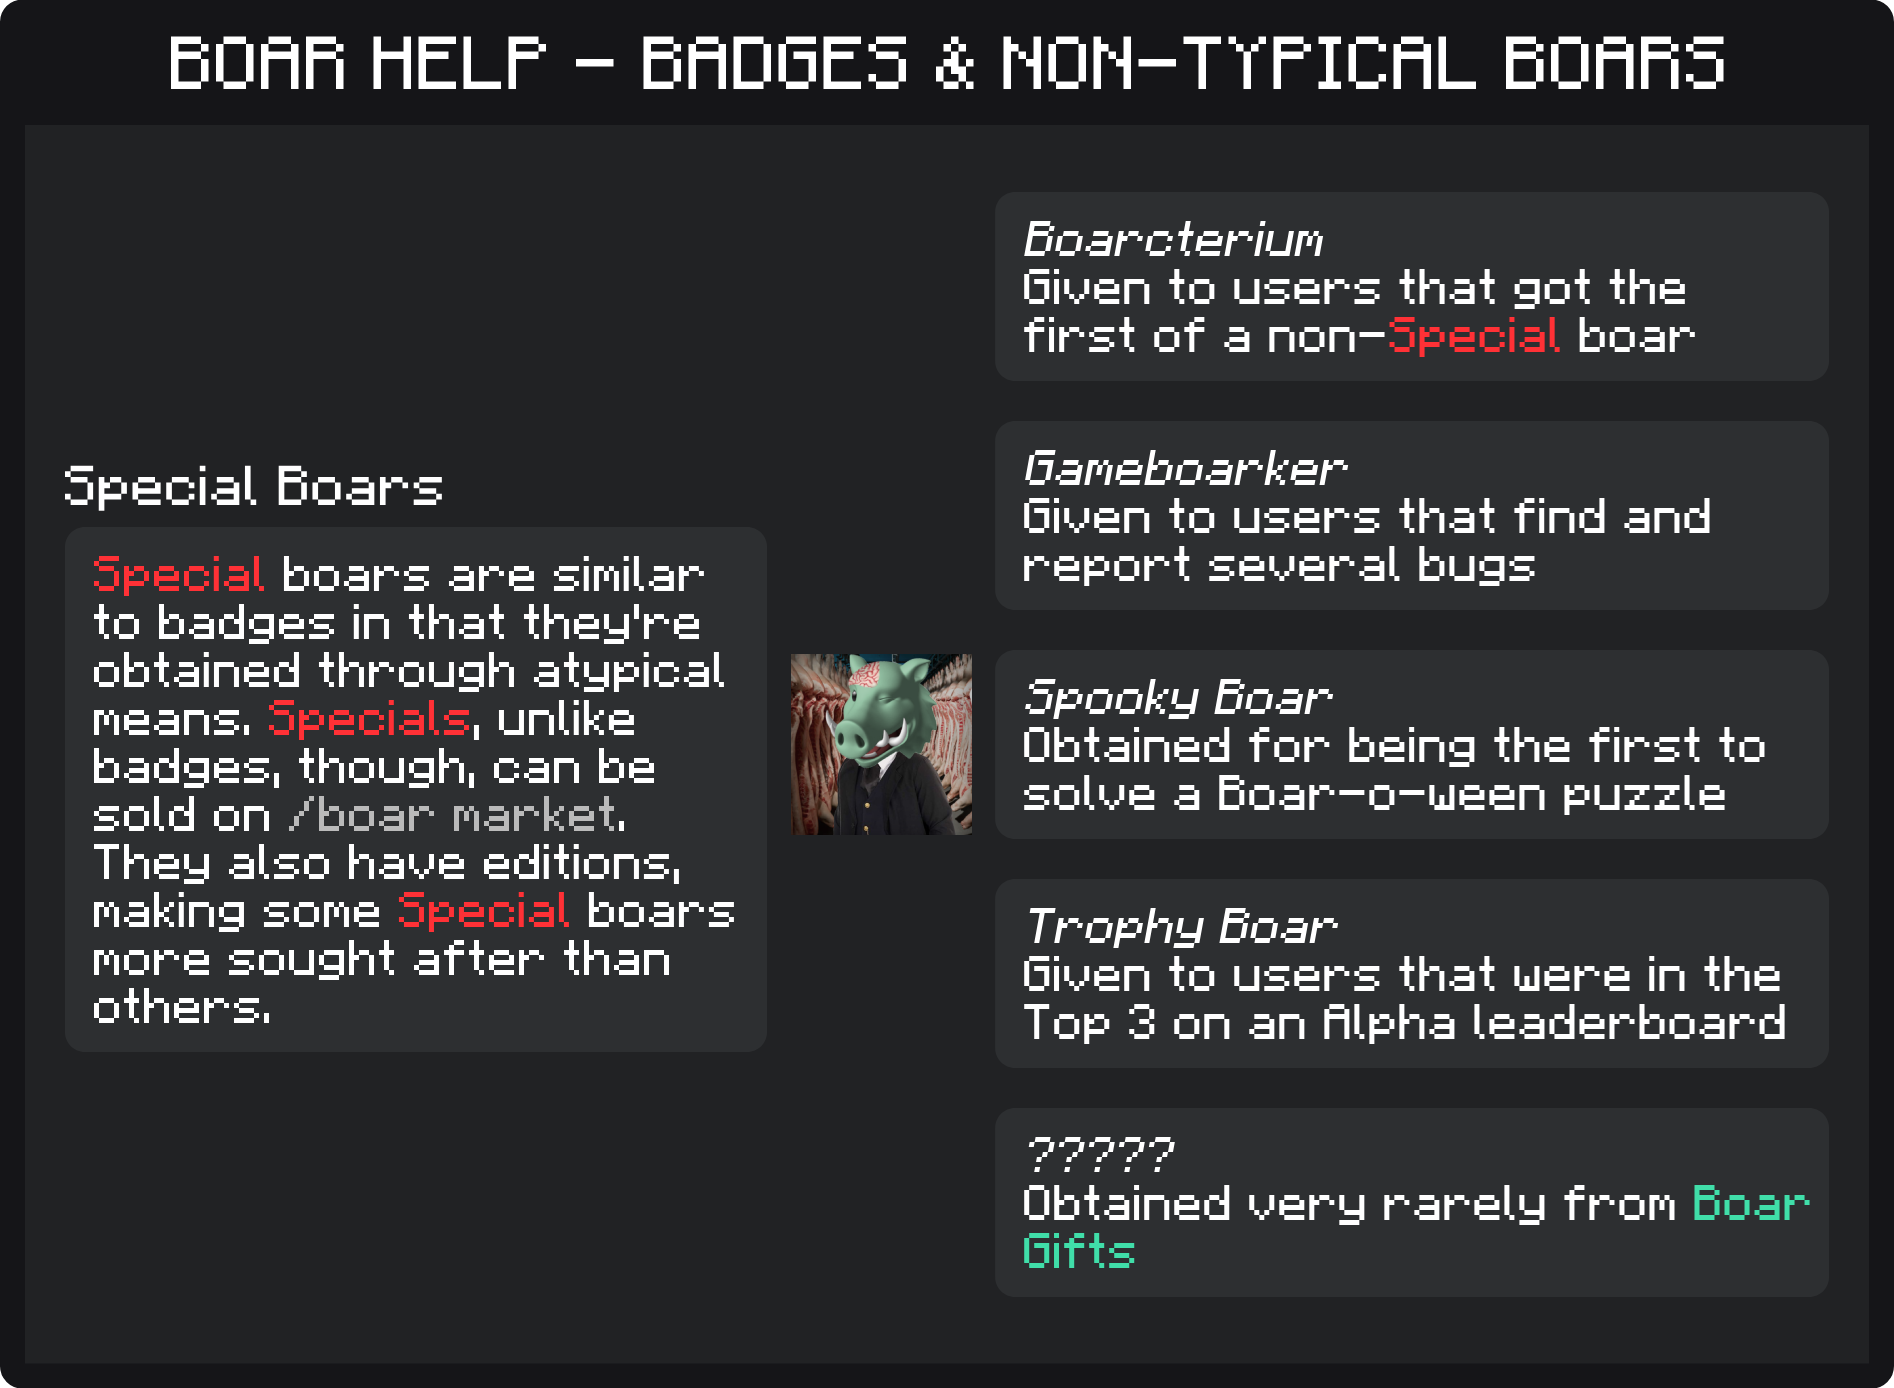 BOAR HELP - BADGES & NON-TYPICAL BOARS
Special Boars
Special boars are similar
to badges in that they're
obtained through atypical
means. Specials, unlike
badges, though, can be
sold on /boar market.
They also have editions,
making some Special boars
more sought after than
others.
Boarcterium
Given to users that got the
first of a non-Special boar
Gameboarker
Given to users that find and
report several bugs
Spooky Boar
Obtained for being the first to
solve a Boar-o-ween puzzle
Trophy Boar
Given to users that were in the
Top 3 on an Alpha leaderboard
?????
Obtained very rarely from Boar
Gifts